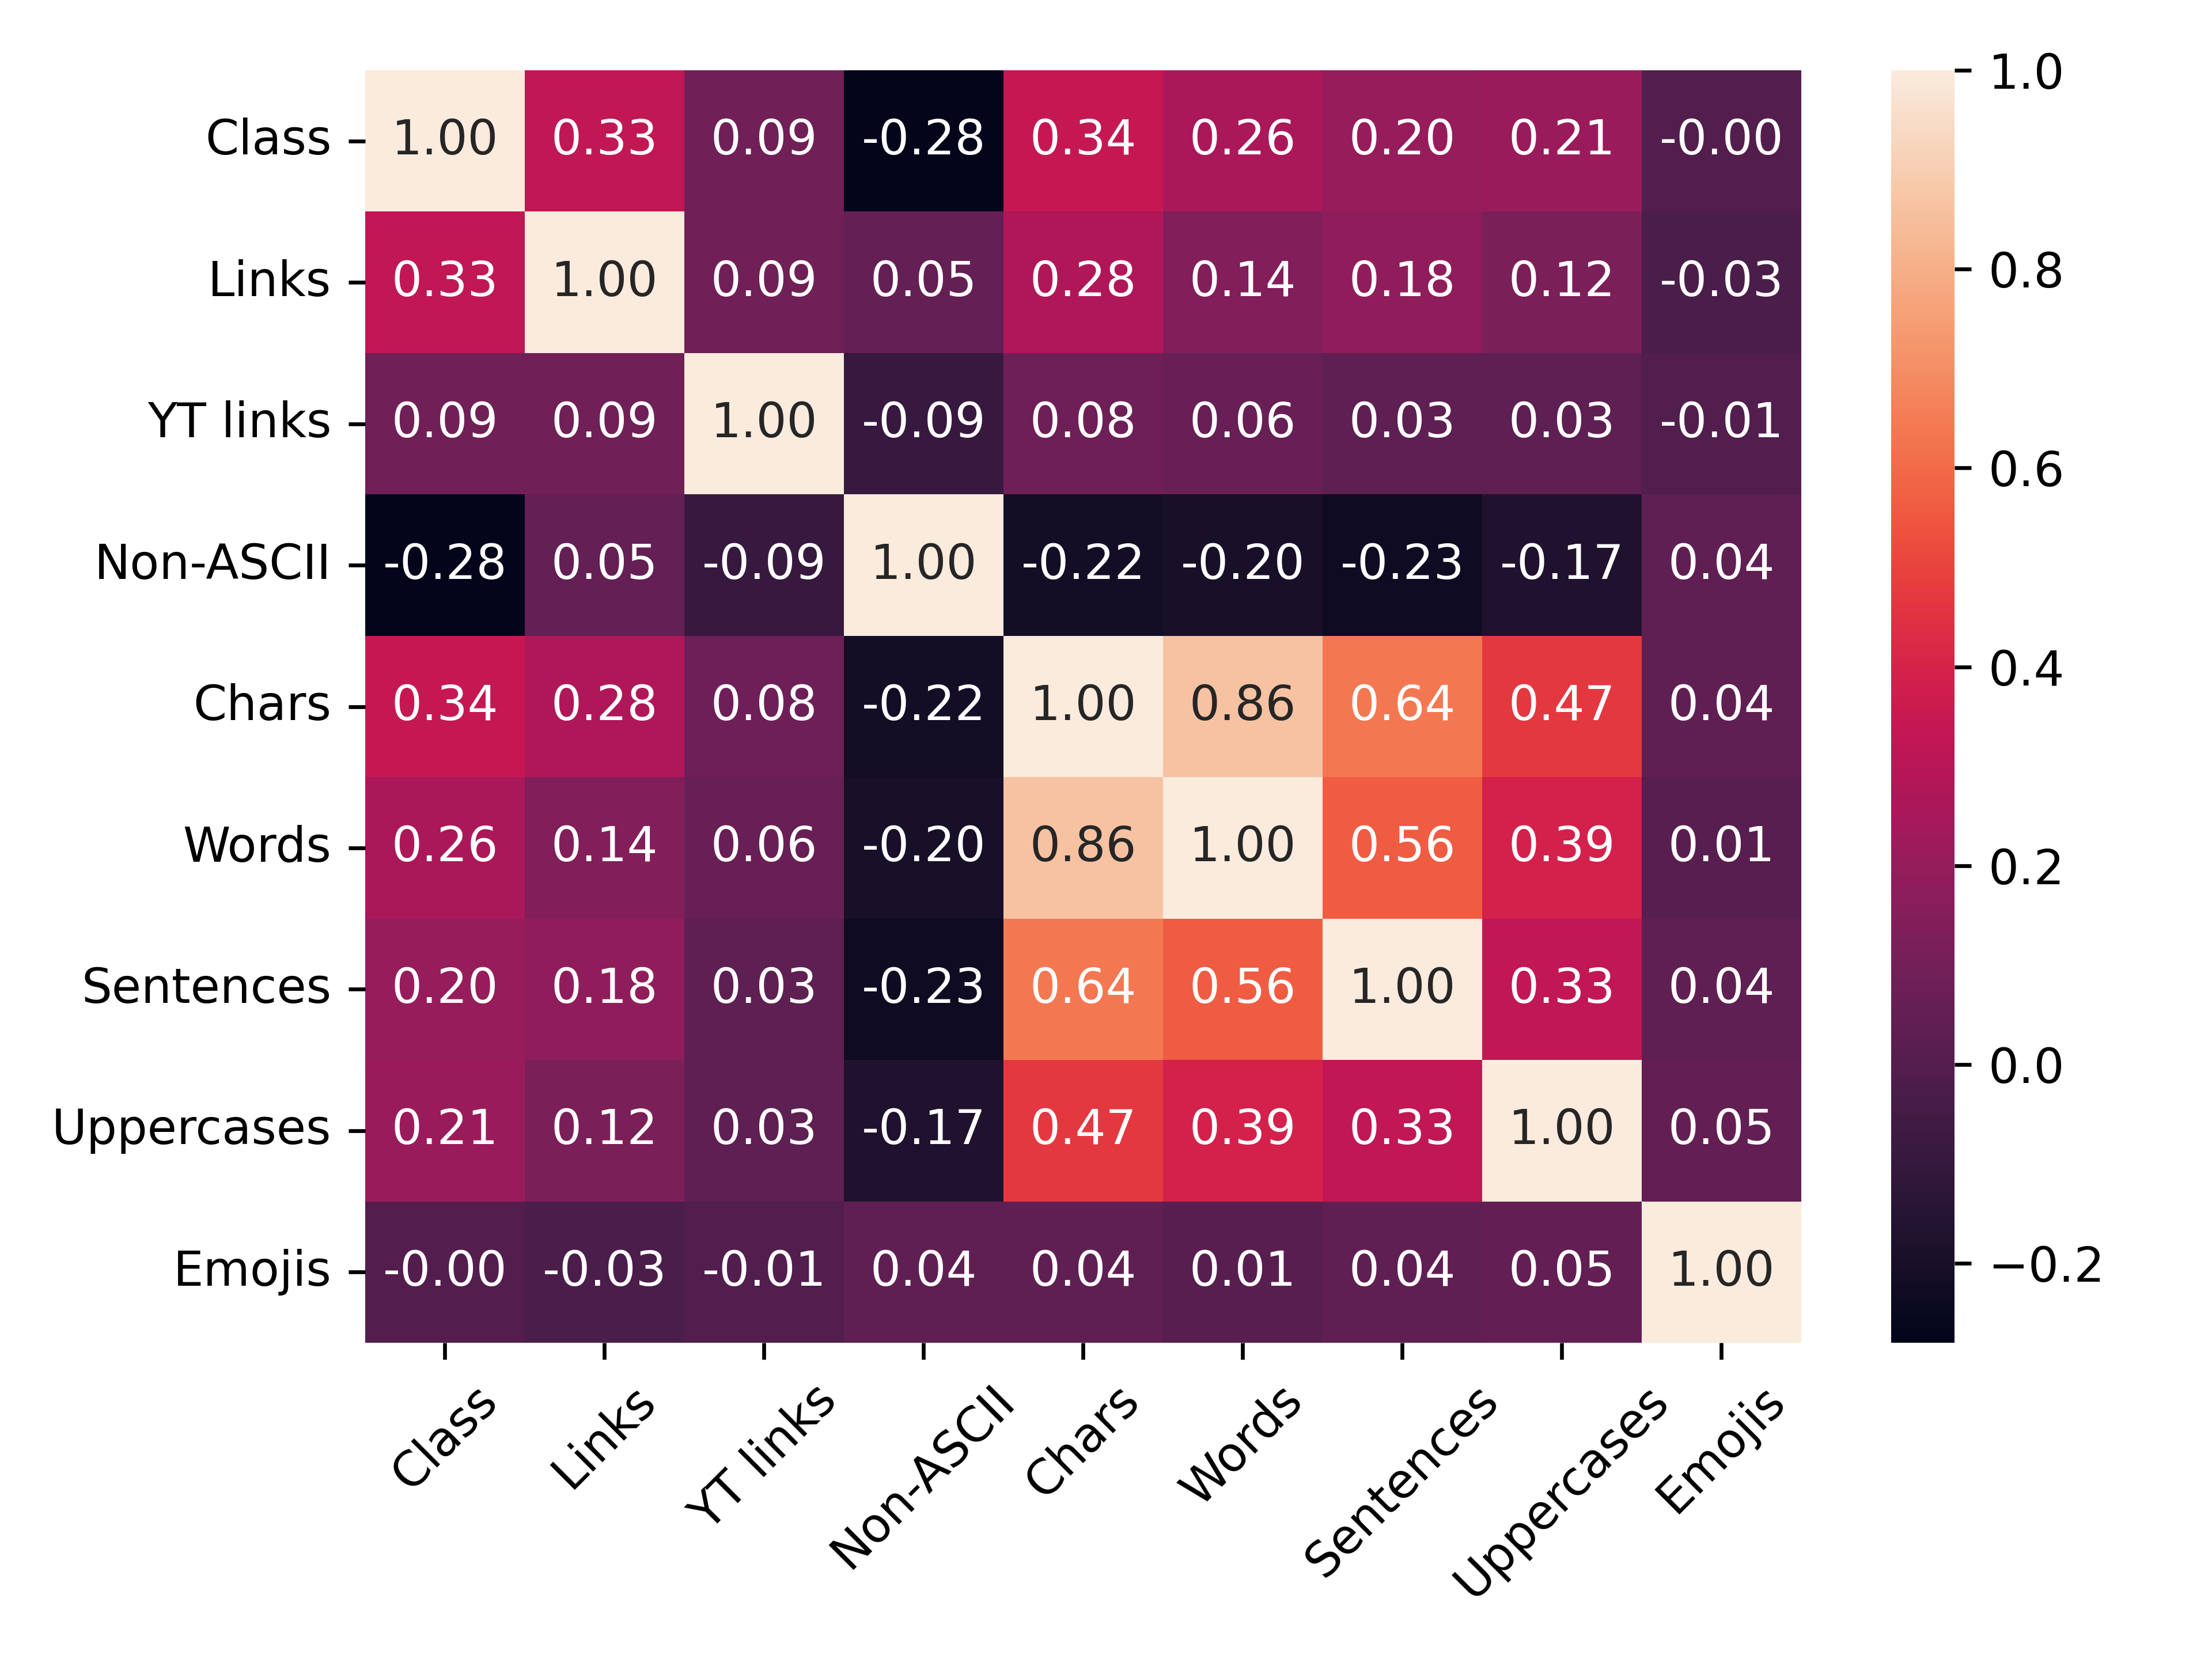 Class 1.00 0.33 0.09 -0.28 0.34 0.26 0.20 0.21 -0.00
Links 0.33 1.00 0.09 0.05 0.28 0.14 0.18 0.12 -0.03
YT links 0.09 0.09 1.00 -0.09 0.08 0.06 0.03 0.03 -0.01
Non-ASCII -0.28 0.05 -0.09 1.00 -0.22 -0.20 -0.23 -0.17 0.04
Chars 0.34 0.28 0.08 -0.22 1.00 0.86 0.64 0.47 0.04
Words 0.26 0.14 0.06 -0.20 0.86 1.00 0.56 0.39 0.01
Sentences 0.20 0.18 0.03 -0.23 0.64 0.56 1.00 0.33 0.04
Uppercases 0.21 0.12 0.03 -0.17 0.47 0.39 0.33 1.00 0.05
Emojis -0.00 -0.03 -0.01 0.04 0.04 0.01 0.04 0.05 1.00
Class Links YT links Non-ASCII Chars Words Sentences Uppercases Emojis
1.0
0.8
0.6
0.4
0.2
0.0
−0.2